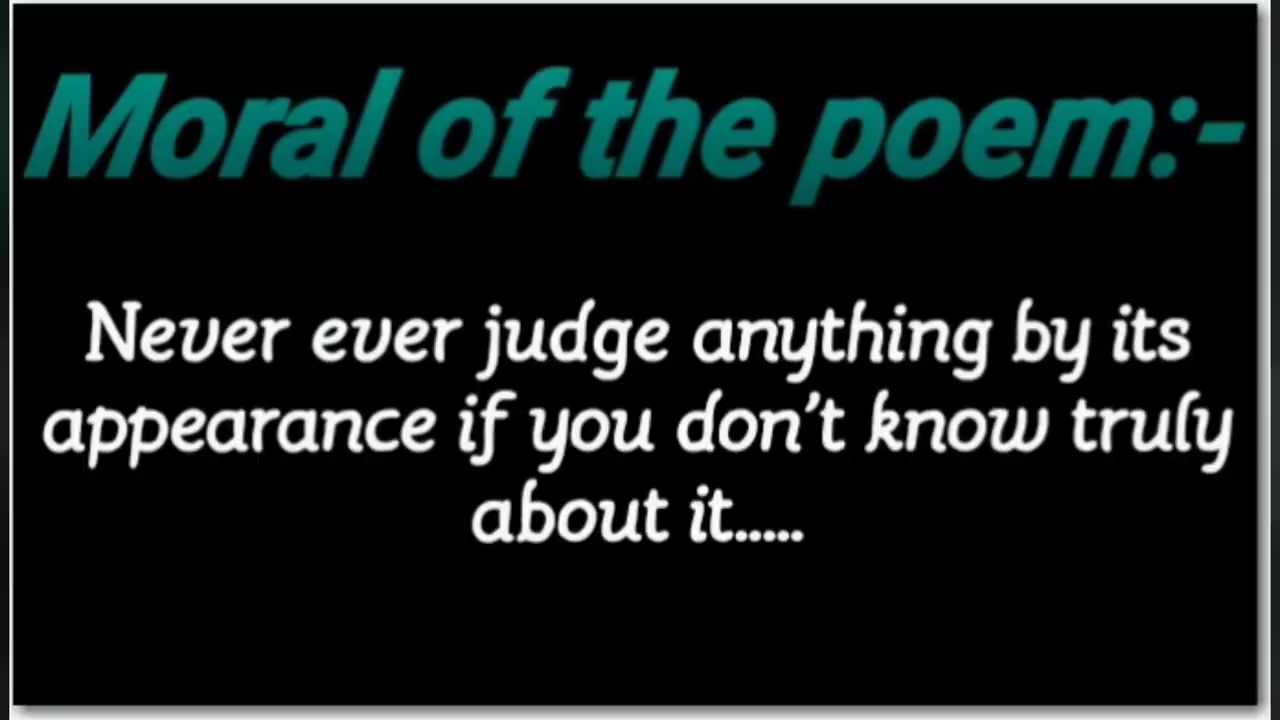 Moral of the poem:-
Never ever judge anything by its
appearance if you don't know truly
about it.....